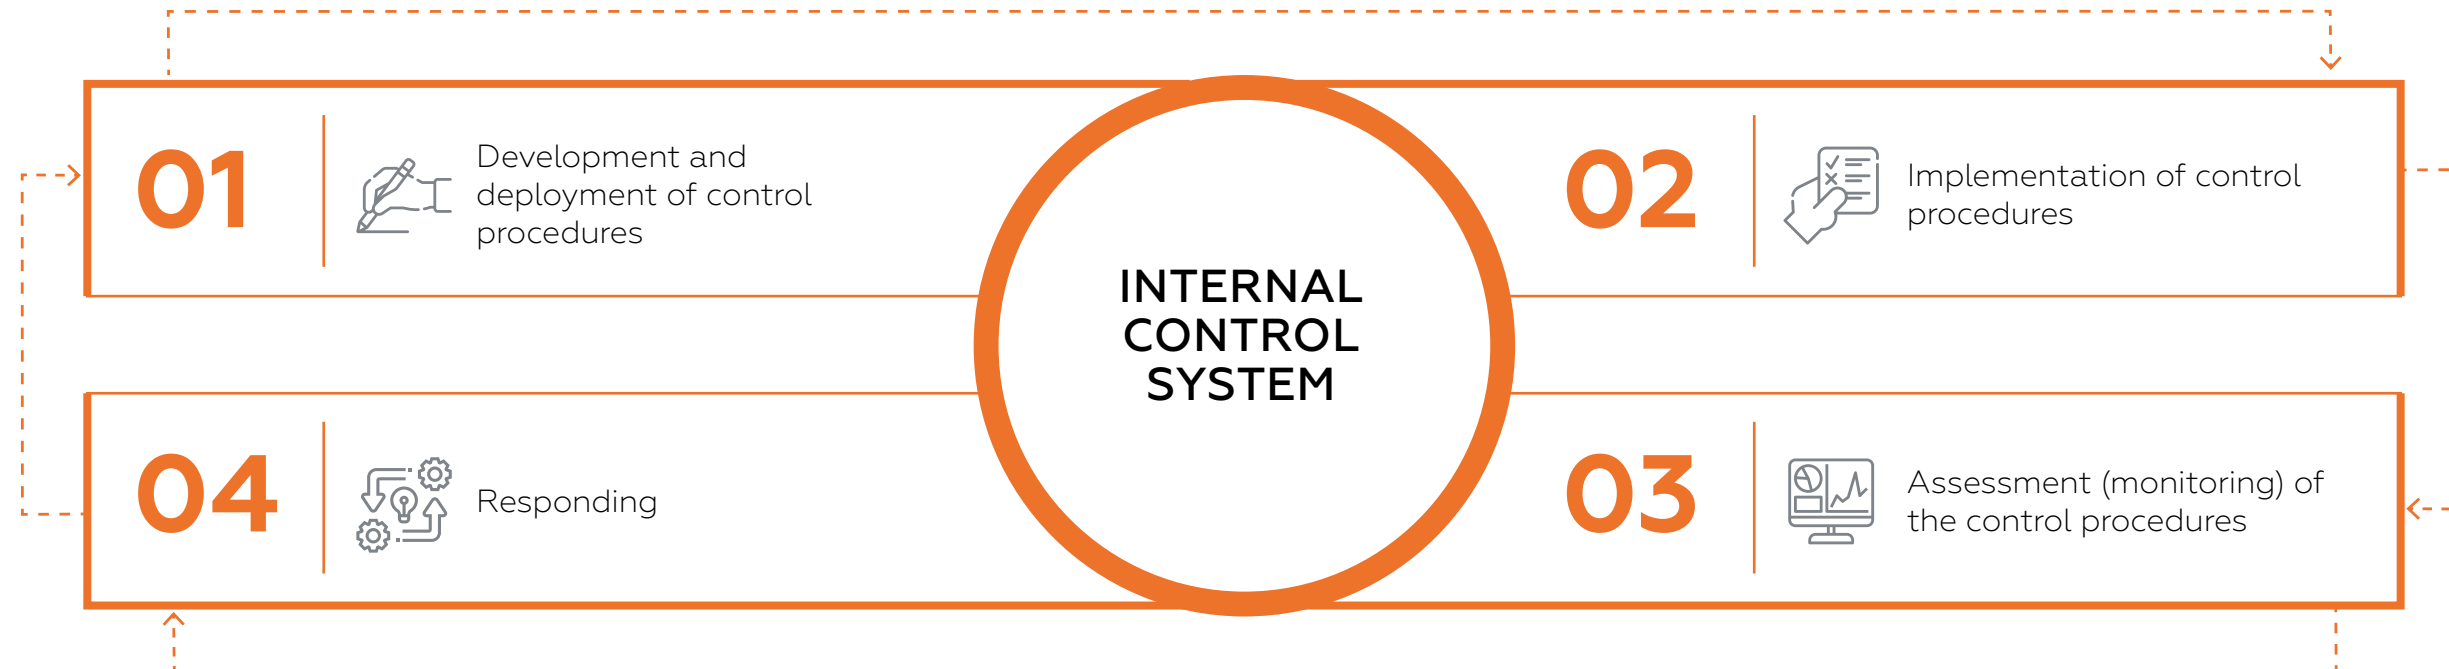 01
Development and
deployment of control
procedures
02
Implementation of control
procedures
INTERNAL
CONTROL
SYSTEM
04
Responding
03
Assessment (monitoring) of
the control procedures